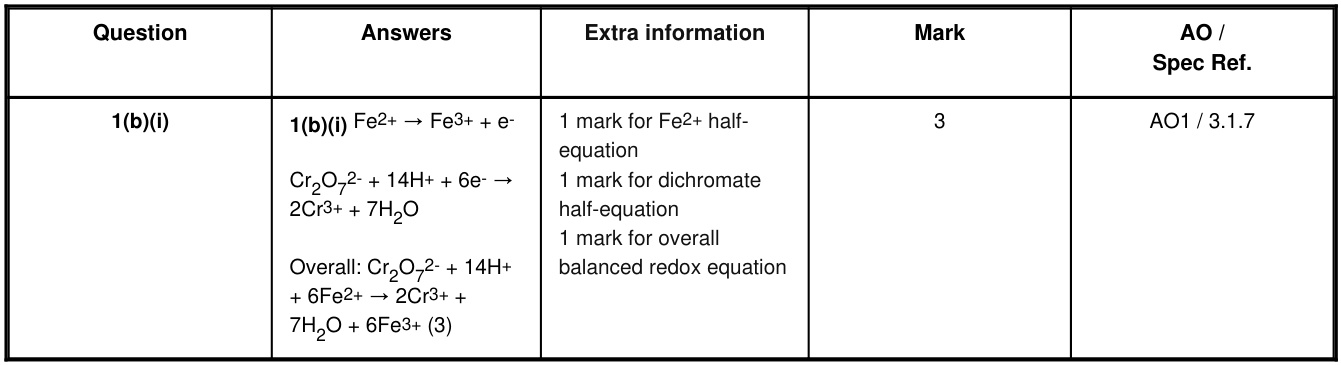 Question Answers Extra information Mark AO /
Spec Ref.
1(b)(i) 1(b)(i) Fe2+ → Fe3+ + e- 1 mark for Fe2+ half- 3 AO1 / 3.1.7
equation
Cr2O72- + 14H+ + 6e- → 1 mark for dichromate
2Cr3+ + 7H2O half-equation
1 mark for overall
Overall: Cr2O72- + 14H+ balanced redox equation
+ 6Fe2+ → 2Cr3+ +
7H2O + 6Fe3+ (3)